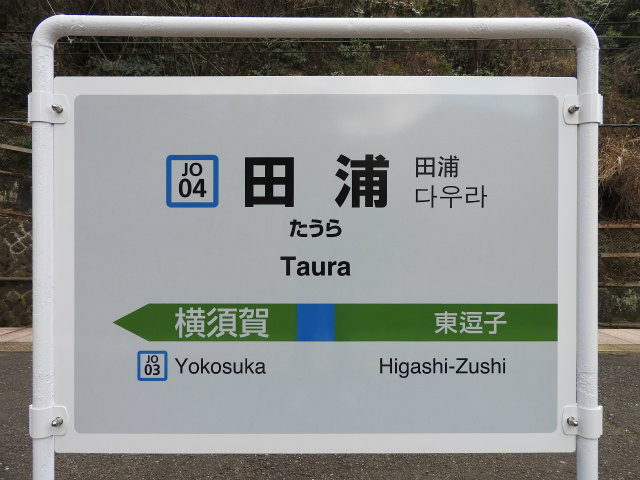 JO
04
田浦
田浦
다우라
たうら
Taura
横須賀
東逗子
JO
03
Yokosuka
Higashi-Zushi